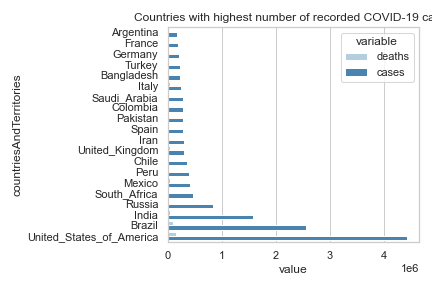 Countries with highest number of recorded COVID-19 ca
Argentina
France
Germany
Turkey
Bangladesh
Italy
Saudi_Arabia
Colombia
Pakistan
Spain
Iran
United_Kingdom
Chile
Peru
Mexico
South_Africa
Russia
India
Brazil
United_States_of_America
countriesAndTerritories
variable
deaths
cases
0 1 2 3 4
1e6
value